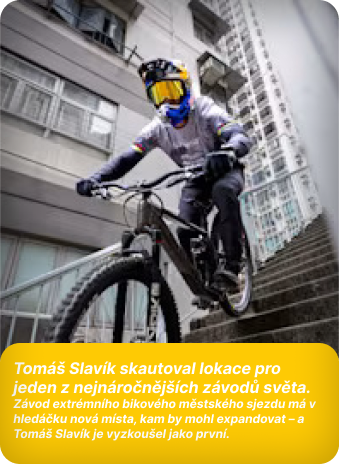 Tomáš Slavík skautoval lokace pro
jeden z nejnáročnějších závodů světa.
Závod extrémního bikového městského sjezdu má v
hledáčku nová místa, kam by mohl expandovat – a
Tomáš Slavík je vyzkoušel jako první.